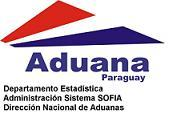 Aduana
Paraguay
Departamento Estadística
Administración Sistema SOFIA
Dirección Nacional de Aduanas